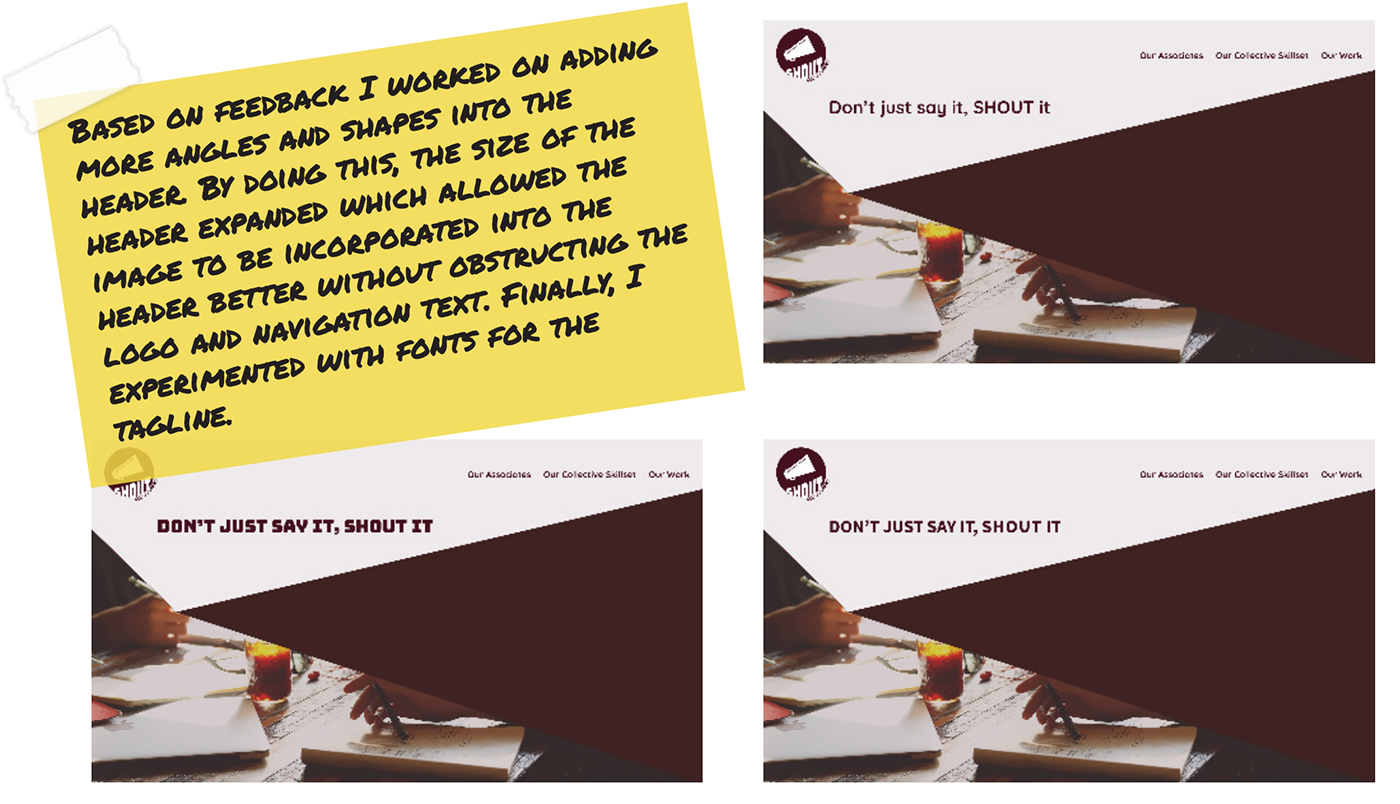 Based on feedback I worked on adding
more angles and shapes into the
header. By doing this, the size of the
header expanded which allowed the
image to be incorporated into the
header better without obstructing the
logo and navigation text. Finally, I
experimented with fonts for the
tagline.
SHOUT
Our Associates Our Collective Skillset Our Work
Don't just say it, SHOUT it
SHOUT
Our Associates Our Collective Skillset Our Work
DON'T JUST SAY IT, SHOUT IT
SHOUT
Our Associates Our Collective Skillset Our Work
DON'T JUST SAY IT, SHOUT IT